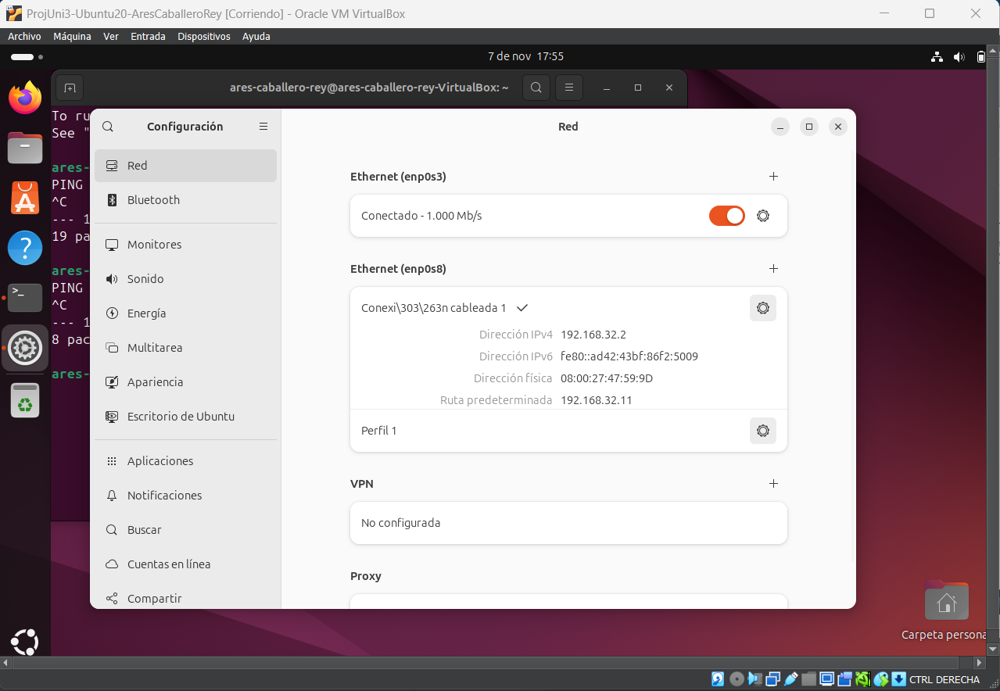 ProjUni3-Ubuntu20-AresCaballeroRey [Corriendo] - Oracle VM VirtualBox
Archivo Máquina Ver Entrada Dispositivos Ayuda
7 de nov 17:55
ares-caballero-rey@ares-caballero-rey-VirtualBox: ~
To ru
See "
ares-
PING
^C
--- 1
19 pa
ares-
PING
^C
--- 1
8 pac
ares-
Configuración
Red
Bluetooth
Monitores
Sonido
Energía
Multitarea
Apariencia
Escritorio de Ubuntu
Aplicaciones
Notificaciones
Buscar
Cuentas en línea
Compartir
Red
Ethernet (enp0s3)
Conectado - 1.000 Mb/s
Ethernet (enp0s8)
Conexi\303\263n cableada 1
Dirección IPv4 192.168.32.2
Dirección IPv6 fe80::ad42:43bf:86f2:5009
Dirección física 08:00:27:47:59:9D
Ruta predeterminada 192.168.32.11
Perfil 1
VPN
No configurada
Proxy
Carpeta persona
CTRL DERECHA